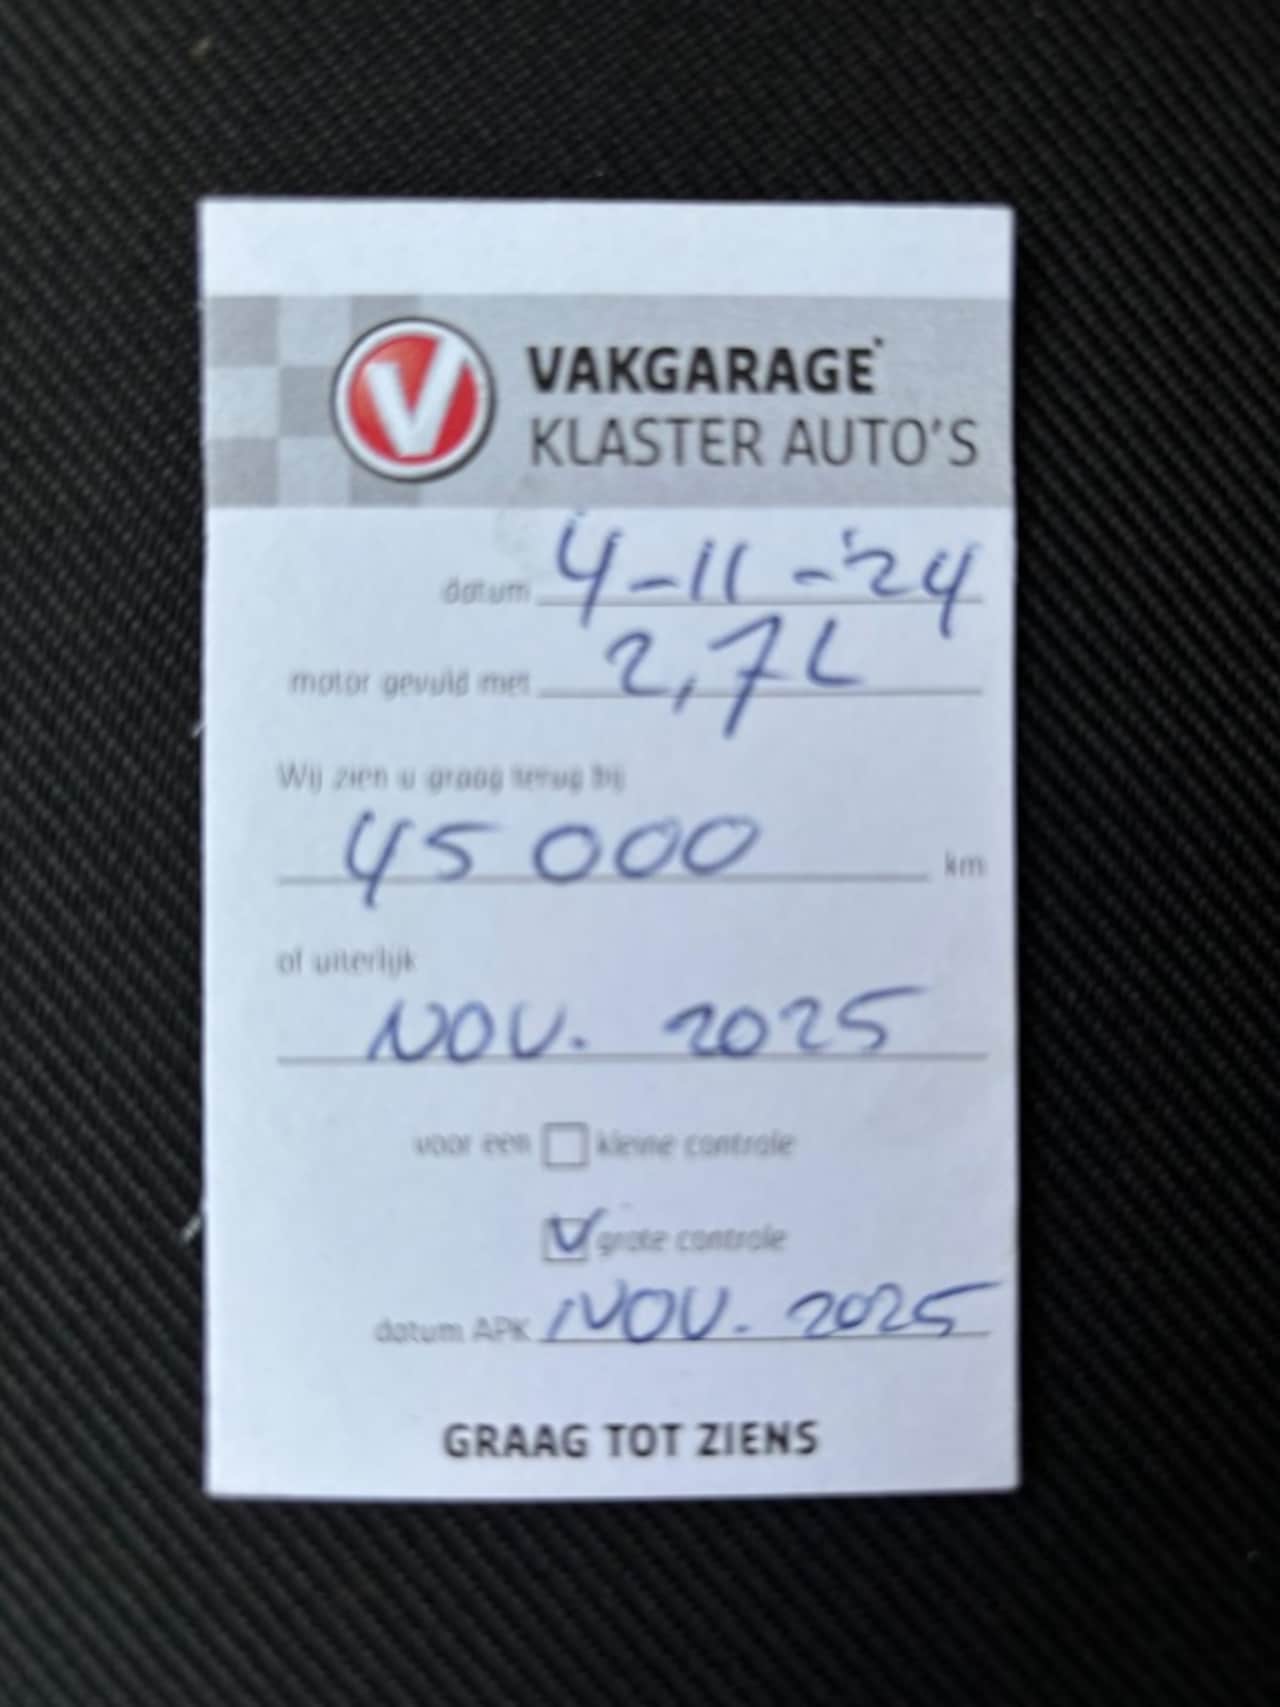 VAKGARAGE
KLASTER AUTO'S
datum 4-11-'24
motor gevuld met 2,7L
Wij zien u graag terug bij
45 000 km
of uiterlijk
NOV. 2025
voor een kleine controle
V grote controle
datum APK NOV. 2025
GRAAG TOT ZIENS